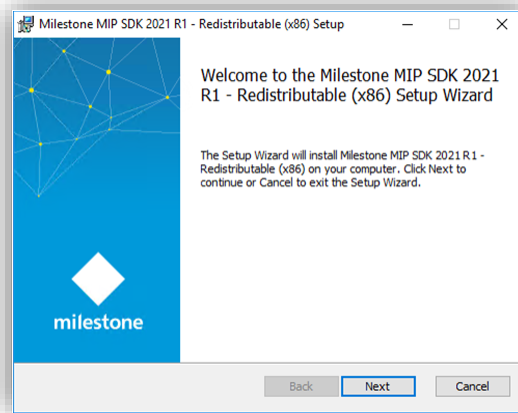 Milestone MIP SDK 2021 R1 - Redistributable (x86) Setup
Welcome to the Milestone MIP SDK 2021
R1 - Redistributable (x86) Setup Wizard
The Setup Wizard will install Milestone MIP SDK 2021 R1 -
Redistributable (x86) on your computer. Click Next to
continue or Cancel to exit the Setup Wizard.
milestone
Back Next Cancel